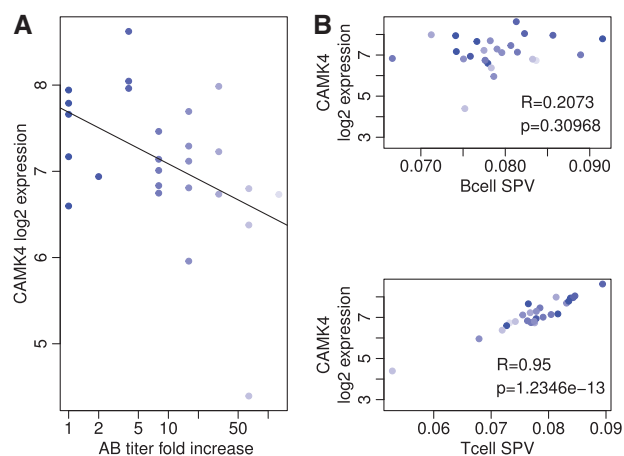 A
CAMK4 log2 expression
8
7
6
5
1 2 5 10 50
AB titer fold increase
B
CAMK4
log2 expression
7
5
3
R=0.2073
p=0.30968
0.070 0.080 0.090
Bcell SPV
CAMK4
log2 expression
7
5
3
R=0.95
p=1.2346e−13
0.06 0.07 0.08 0.09
Tcell SPV